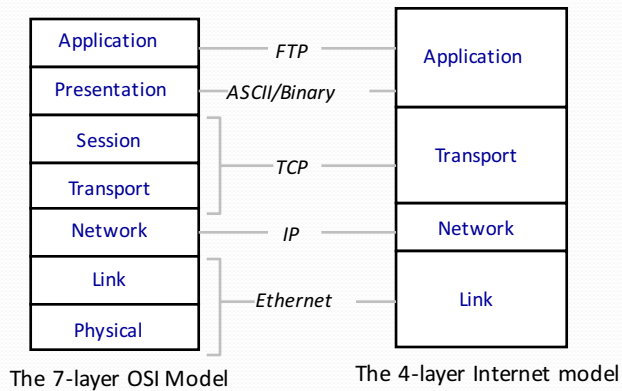 Application
Presentation
Session
Transport
Network
Link
Physical
The 7-layer OSI Model
FTP
ASCII/Binary
TCP
IP
Ethernet
Application
Transport
Network
Link
The 4-layer Internet model